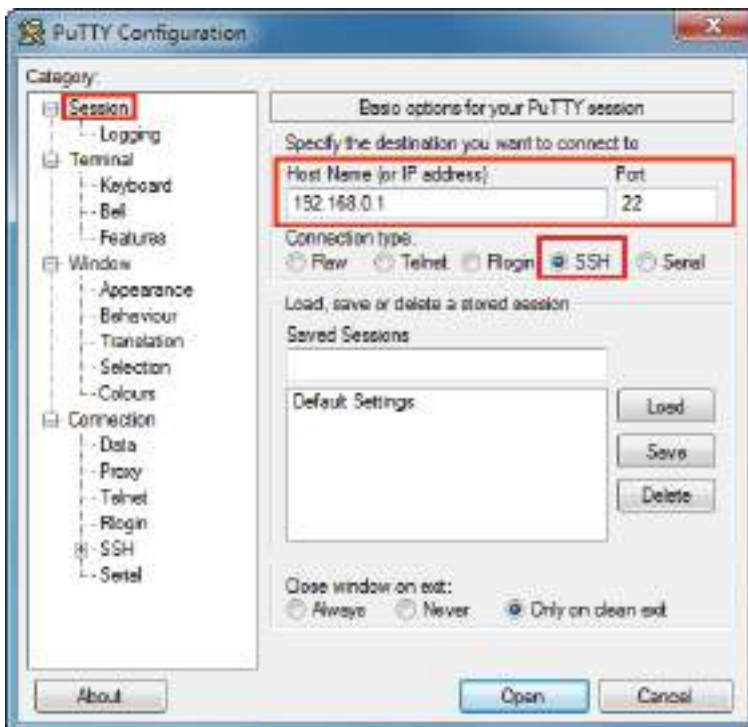 PuTTY Configuration
Category:
Session
Logging
Terminal
Keyboard
Bell
Features
Window
Appearance
Behaviour
Translation
Selection
Colours
Connection
Data
Proxy
Telnet
Rlogin
SSH
Serial
Basic options for your PuTTY session
Specify the destination you want to connect to
Host Name (or IP address) Port
192.168.0.1 22
Connection type:
Raw Telnet Rlogin SSH Serial
Load, save or delete a stored session
Saved Sessions
Default Settings
Load
Save
Delete
Close window on exit:
Always Never Only on clean exit
About Open Cancel